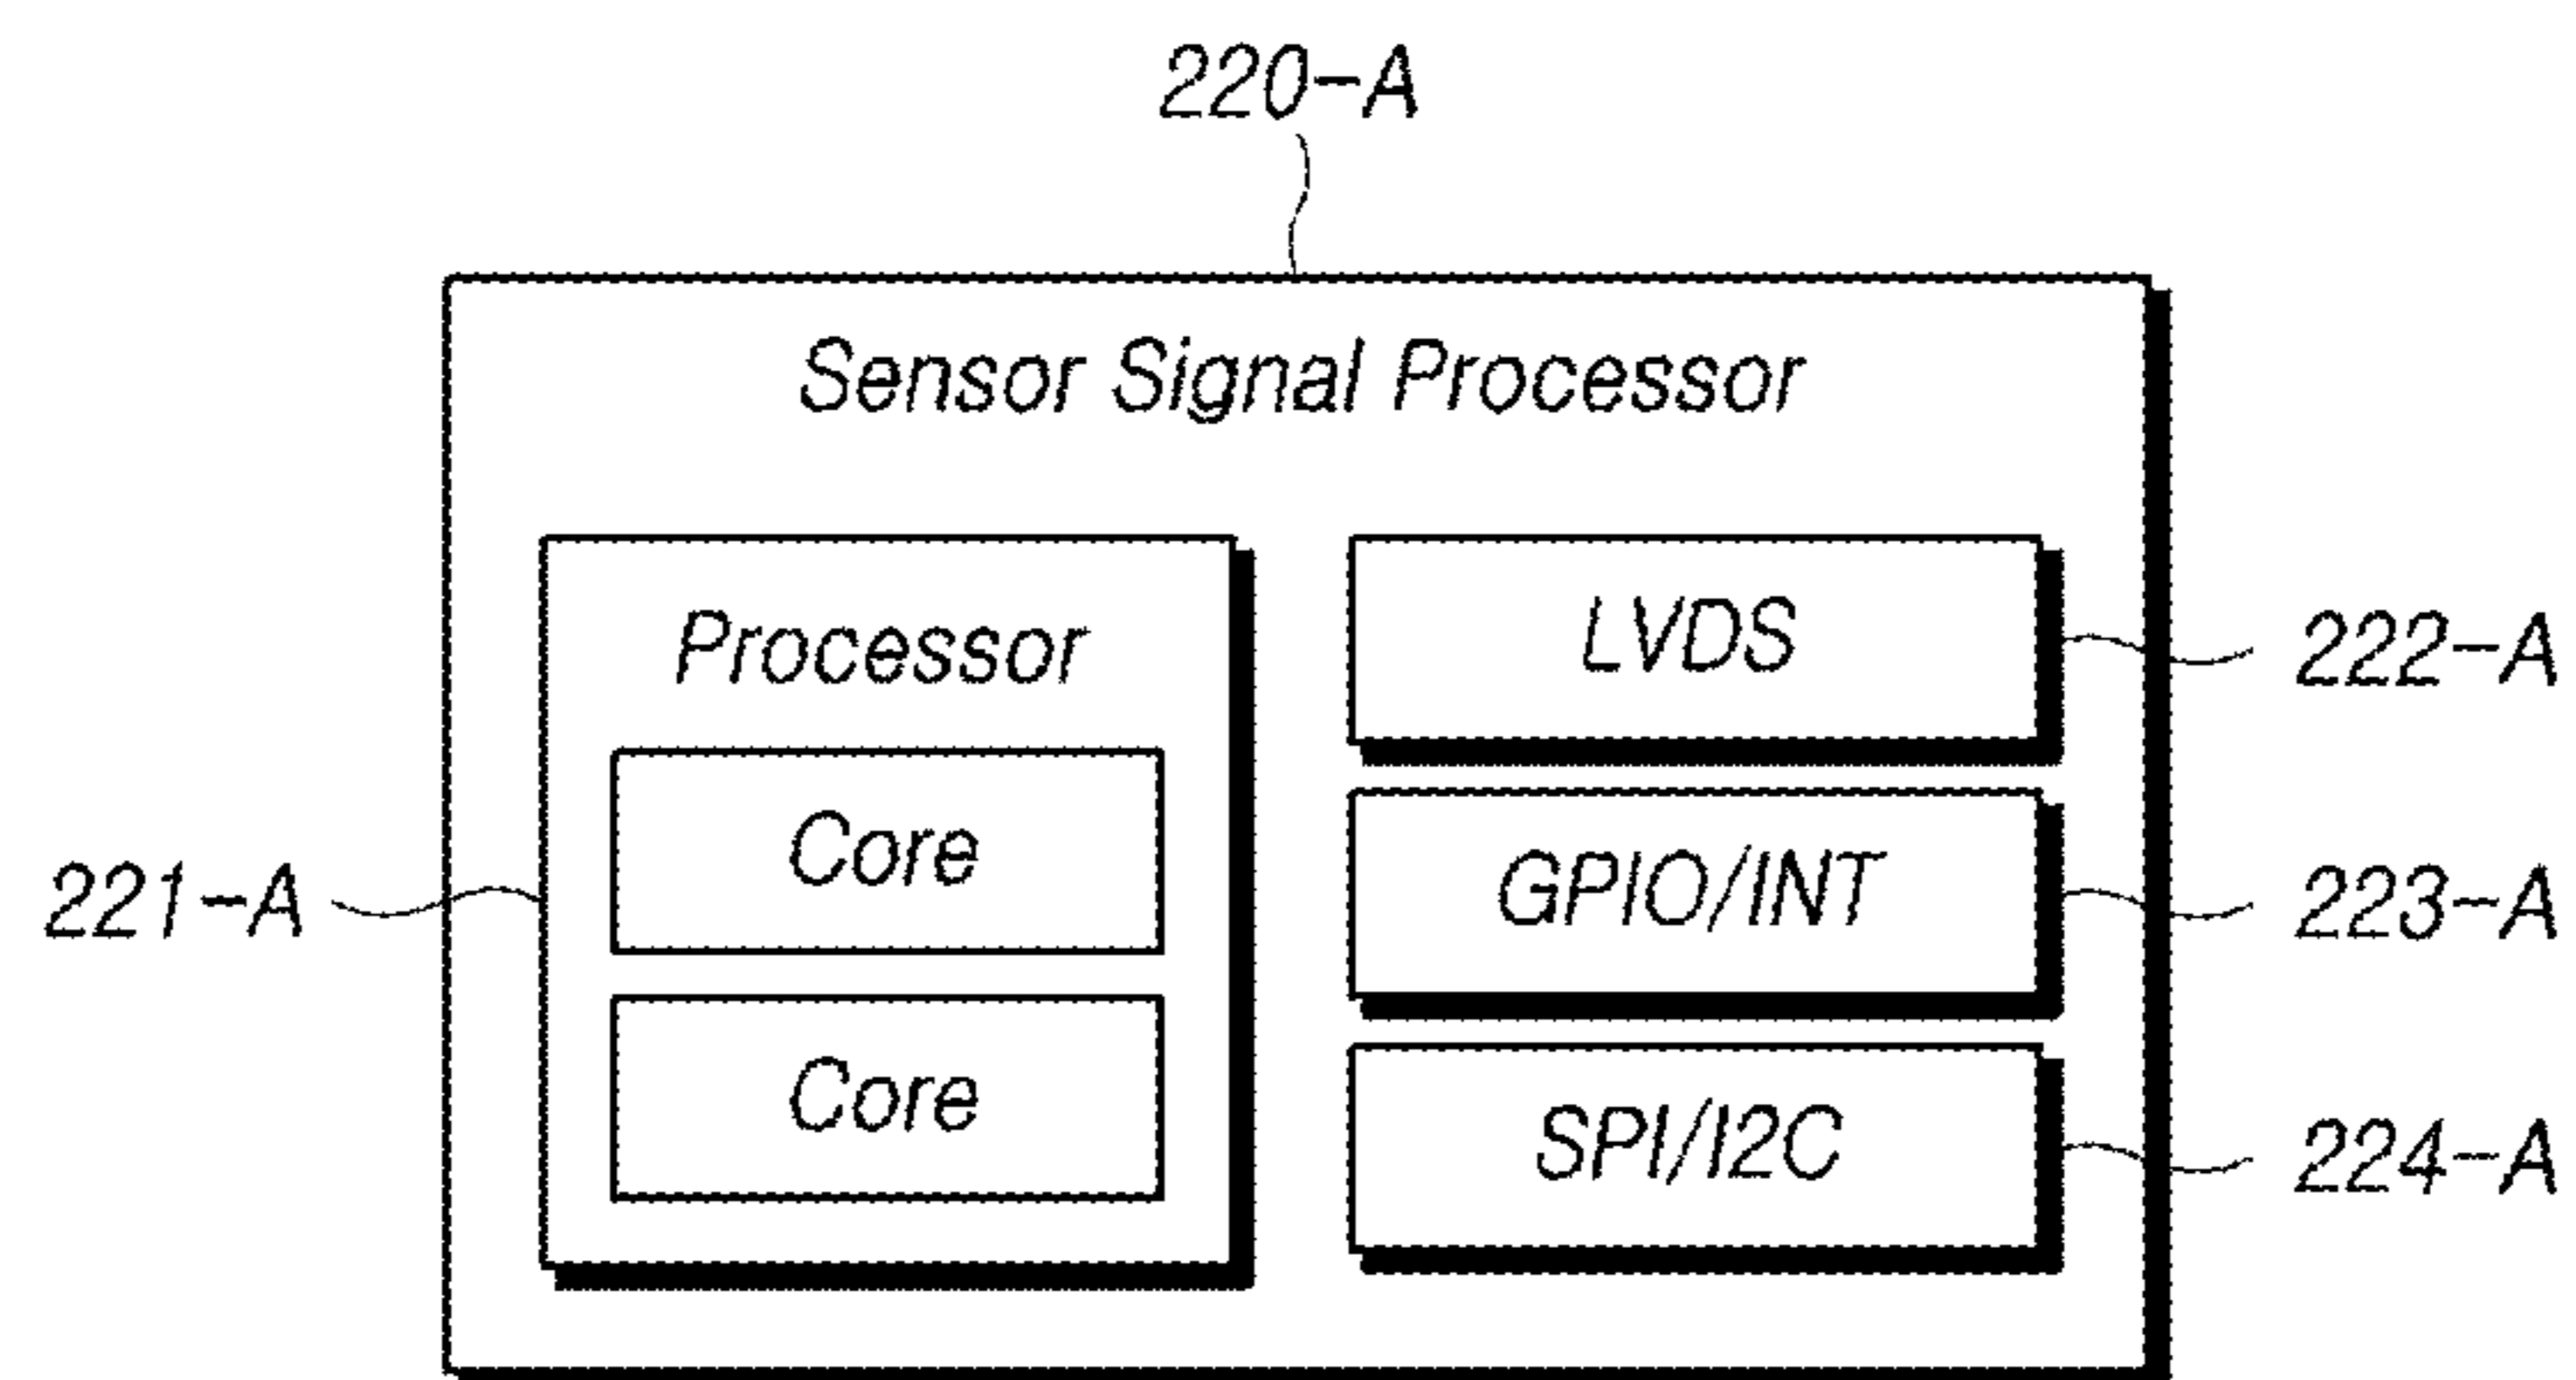 220-A
Sensor Signal Processor
Processor
LVDS
222-A
Core
GPIO/INT
221-A
223-A
Core
SPI/I2C
224-A